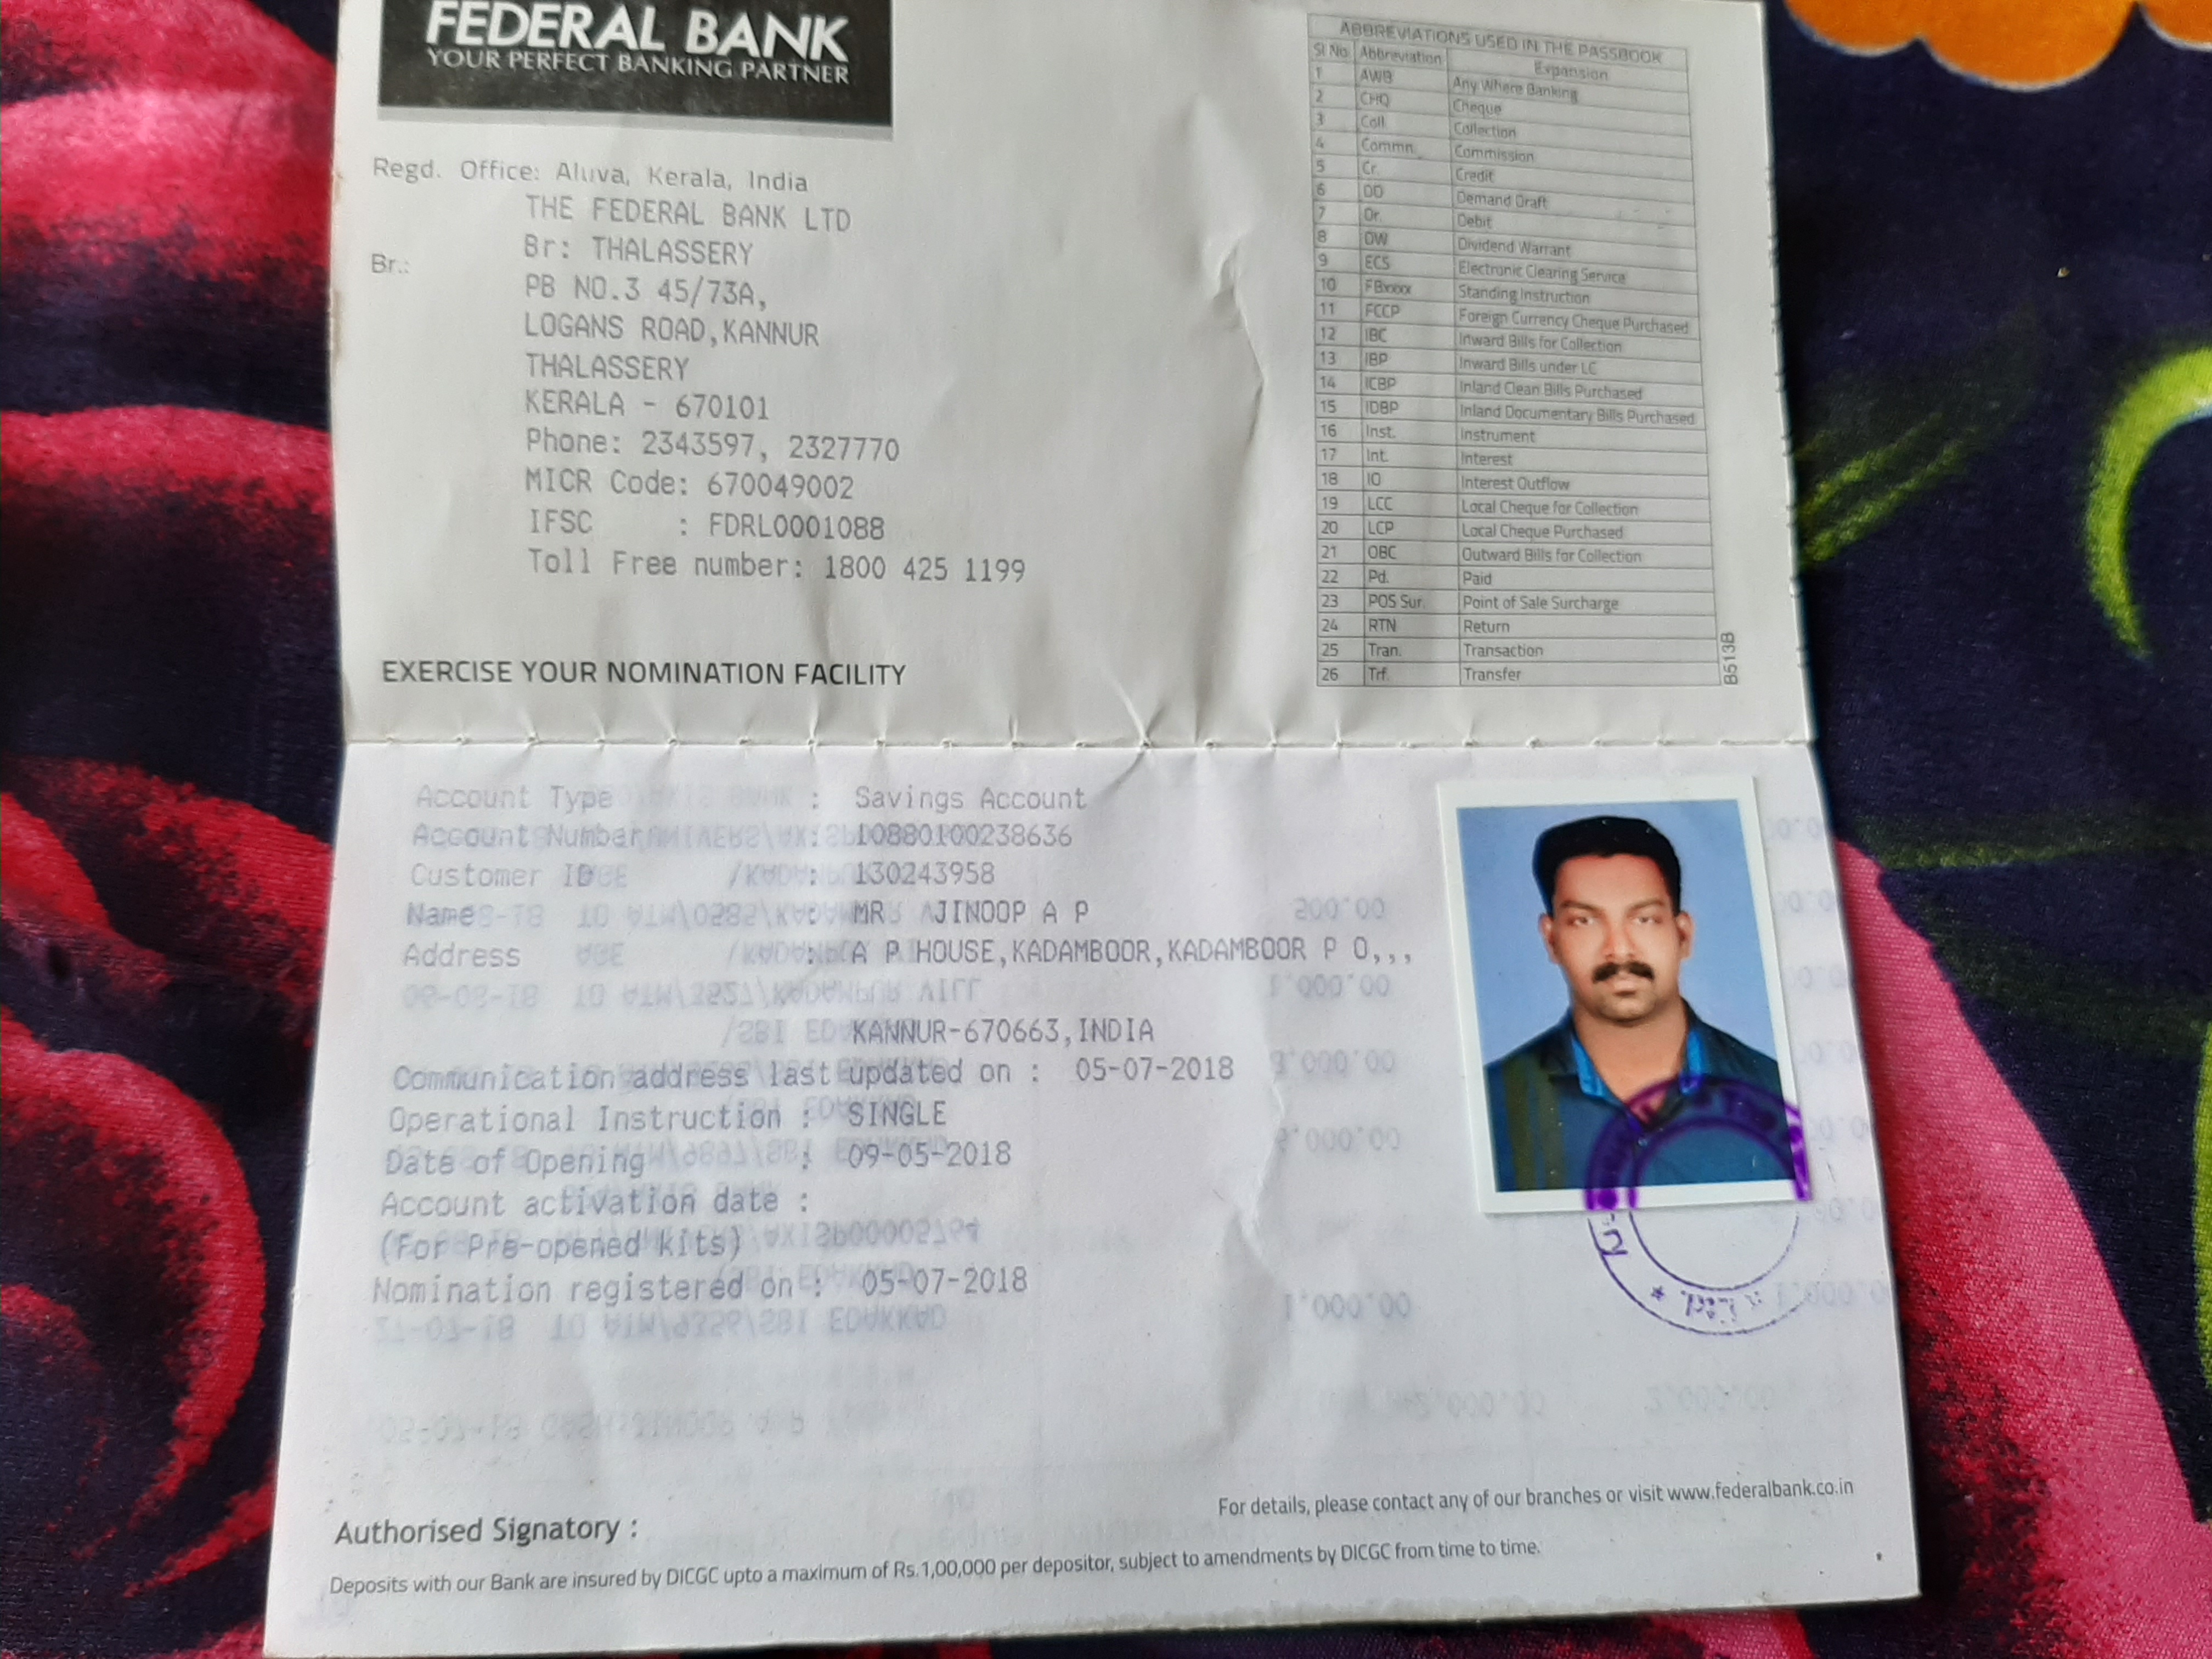 FEDERAL BANK
YOUR PERFECT BANKING PARTNER
Regd. Office: Aluva, Kerala, India
Br.:
THE FEDERAL BANK LTD
Br: THALASSERY
PB NO.3 45/73A,
LOGANS ROAD,KANNUR
THALASSERY
KERALA - 670101
Phone: 2343597, 2327770
MICR Code: 670049002
IFSC : FDRL0001088
Toll Free number: 1800 425 1199
EXERCISE YOUR NOMINATION FACILITY
ABBREVIATIONS USED IN THE PASSBOOK
Sl No. Abbreviation Expansion
1 AWB Any Where Banking
2 CHQ Cheque
3 Coll Collection
4 Commn. Commission
5 Cr. Credit
6 DD Demand Draft
7 Dr. Debit
8 DW Dividend Warrant
9 ECS Electronic Clearing Service
10 FBxxxx Standing Instruction
11 FCCP Foreign Currency Cheque Purchased
12 IBC Inward Bills for Collection
13 IBP Inward Bills under LC
14 ICBP Inland Clean Bills Purchased
15 IDBP Inland Documentary Bills Purchased
16 Inst. Instrument
17 Int. Interest
18 IO Interest Outflow
19 LCC Local Cheque for Collection
20 LCP Local Cheque Purchased
21 OBC Outward Bills for Collection
22 Pd. Paid
23 POS Sur. Point of Sale Surcharge
24 RTN Return
25 Tran. Transaction
26 Trf. Transfer
B513B
Account Type : Savings Account
Account Number 10880100238636
Customer ID 130243958
Name MR AJINOOP A P
Address A P HOUSE,KADAMBOOR,KADAMBOOR P O,,,
KANNUR-670663,INDIA
Communication address last updated on : 05-07-2018
Operational Instruction : SINGLE
Date of Opening : 09-05-2018
Account activation date :
(For pre-opened kits)
Nomination registered on : 05-07-2018
Authorised Signatory :
For details, please contact any of our branches or visit www.federalbank.co.in
Deposits with our Bank are insured by DICGC upto a maximum of Rs.1,00,000 per depositor, subject to amendments by DICGC from time to time.